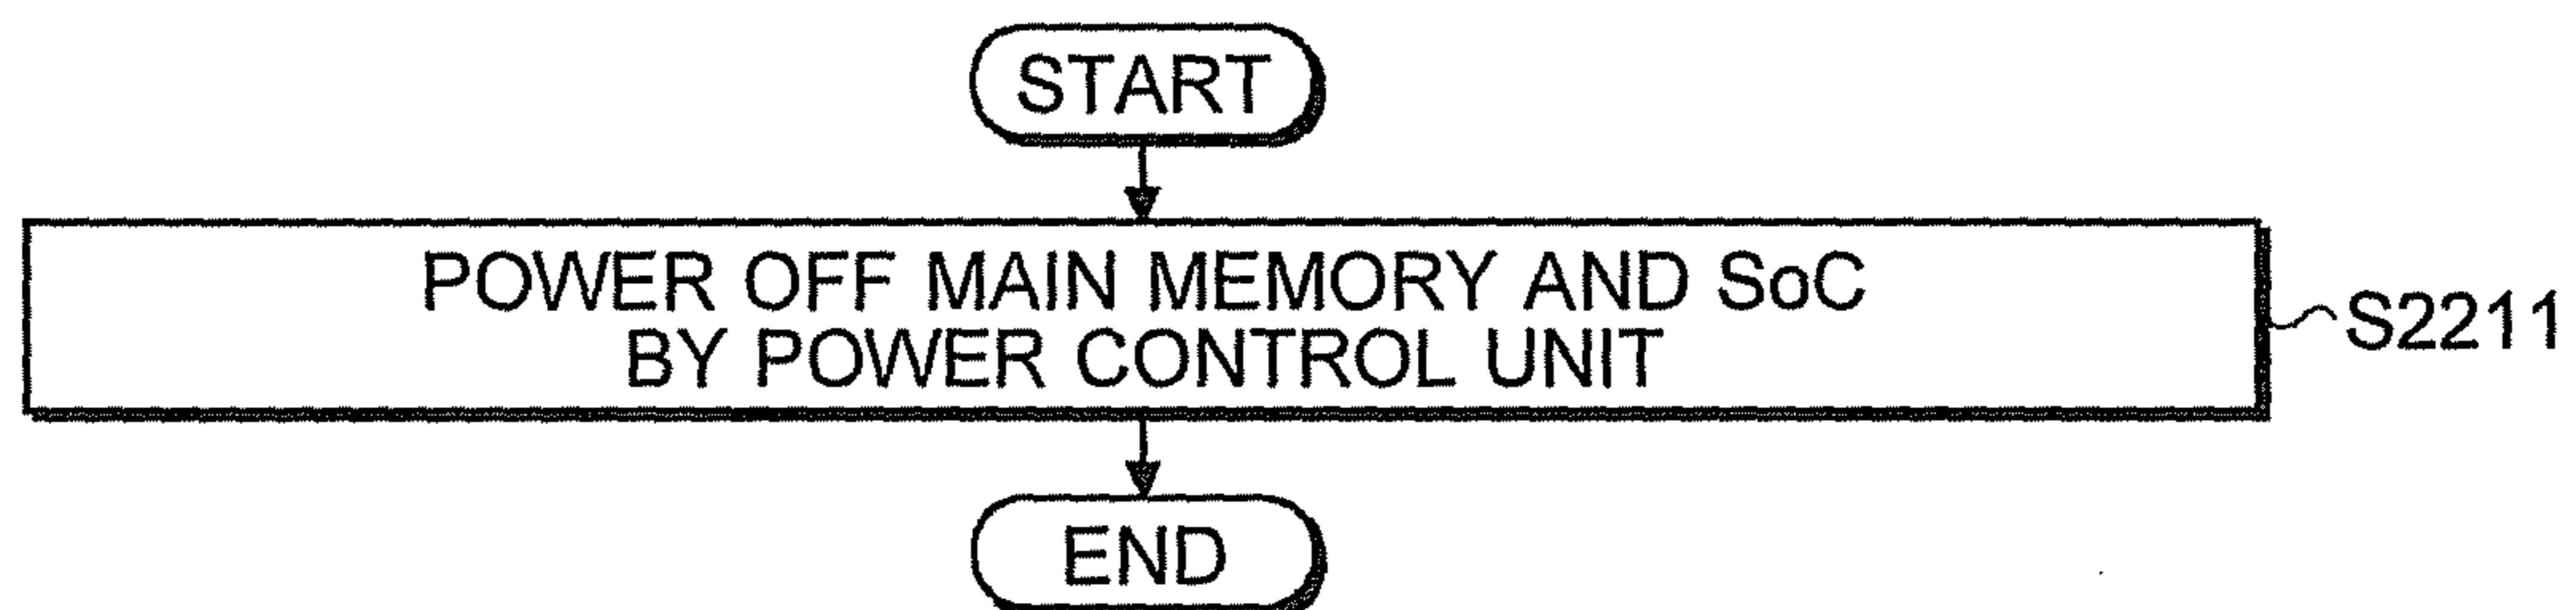 START
POWER OFF MAIN MEMORY AND SoC
BY POWER CONTROL UNIT
S2211
END